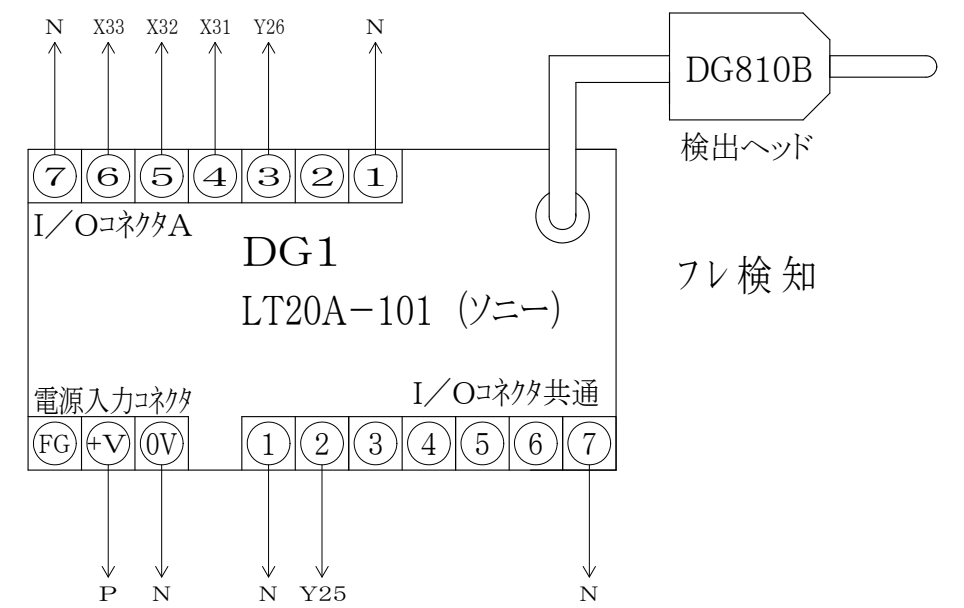 N X33 X32 X31 Y26 N
DG810B
検出ヘッド
7 6 5 4 3 2 1
I/OコネクタA
DG1
フレ検知
LT20A-101 (ソニー)
電源入力コネクタ
I/Oコネクタ共通
FG +V 0V 1 2 3 4 5 6 7
P N N Y25 N